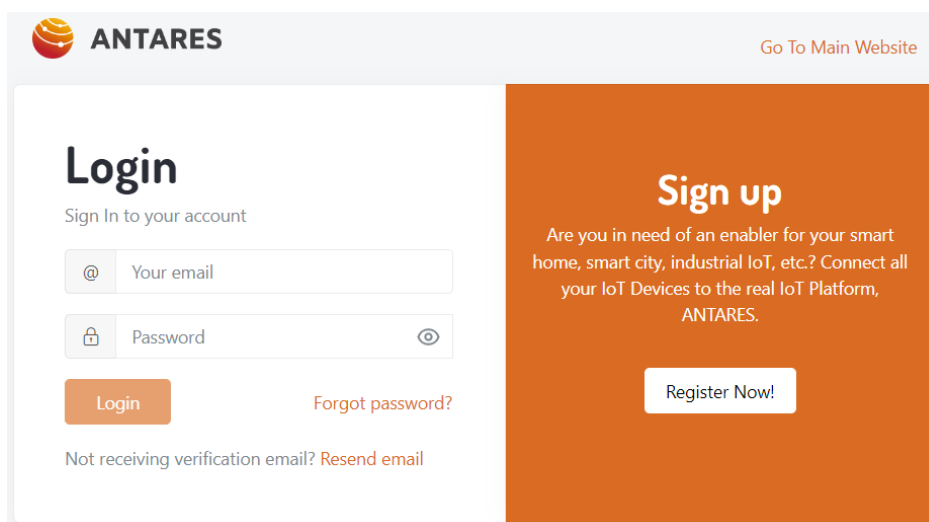 ANTARES
Go To Main Website
Login
Sign In to your account
@ Your email
Password
Login
Forgot password?
Not receiving verification email? Resend email
Sign up
Are you in need of an enabler for your smart
home, smart city, industrial IoT, etc.? Connect all
your IoT Devices to the real IoT Platform,
ANTARES.
Register Now!